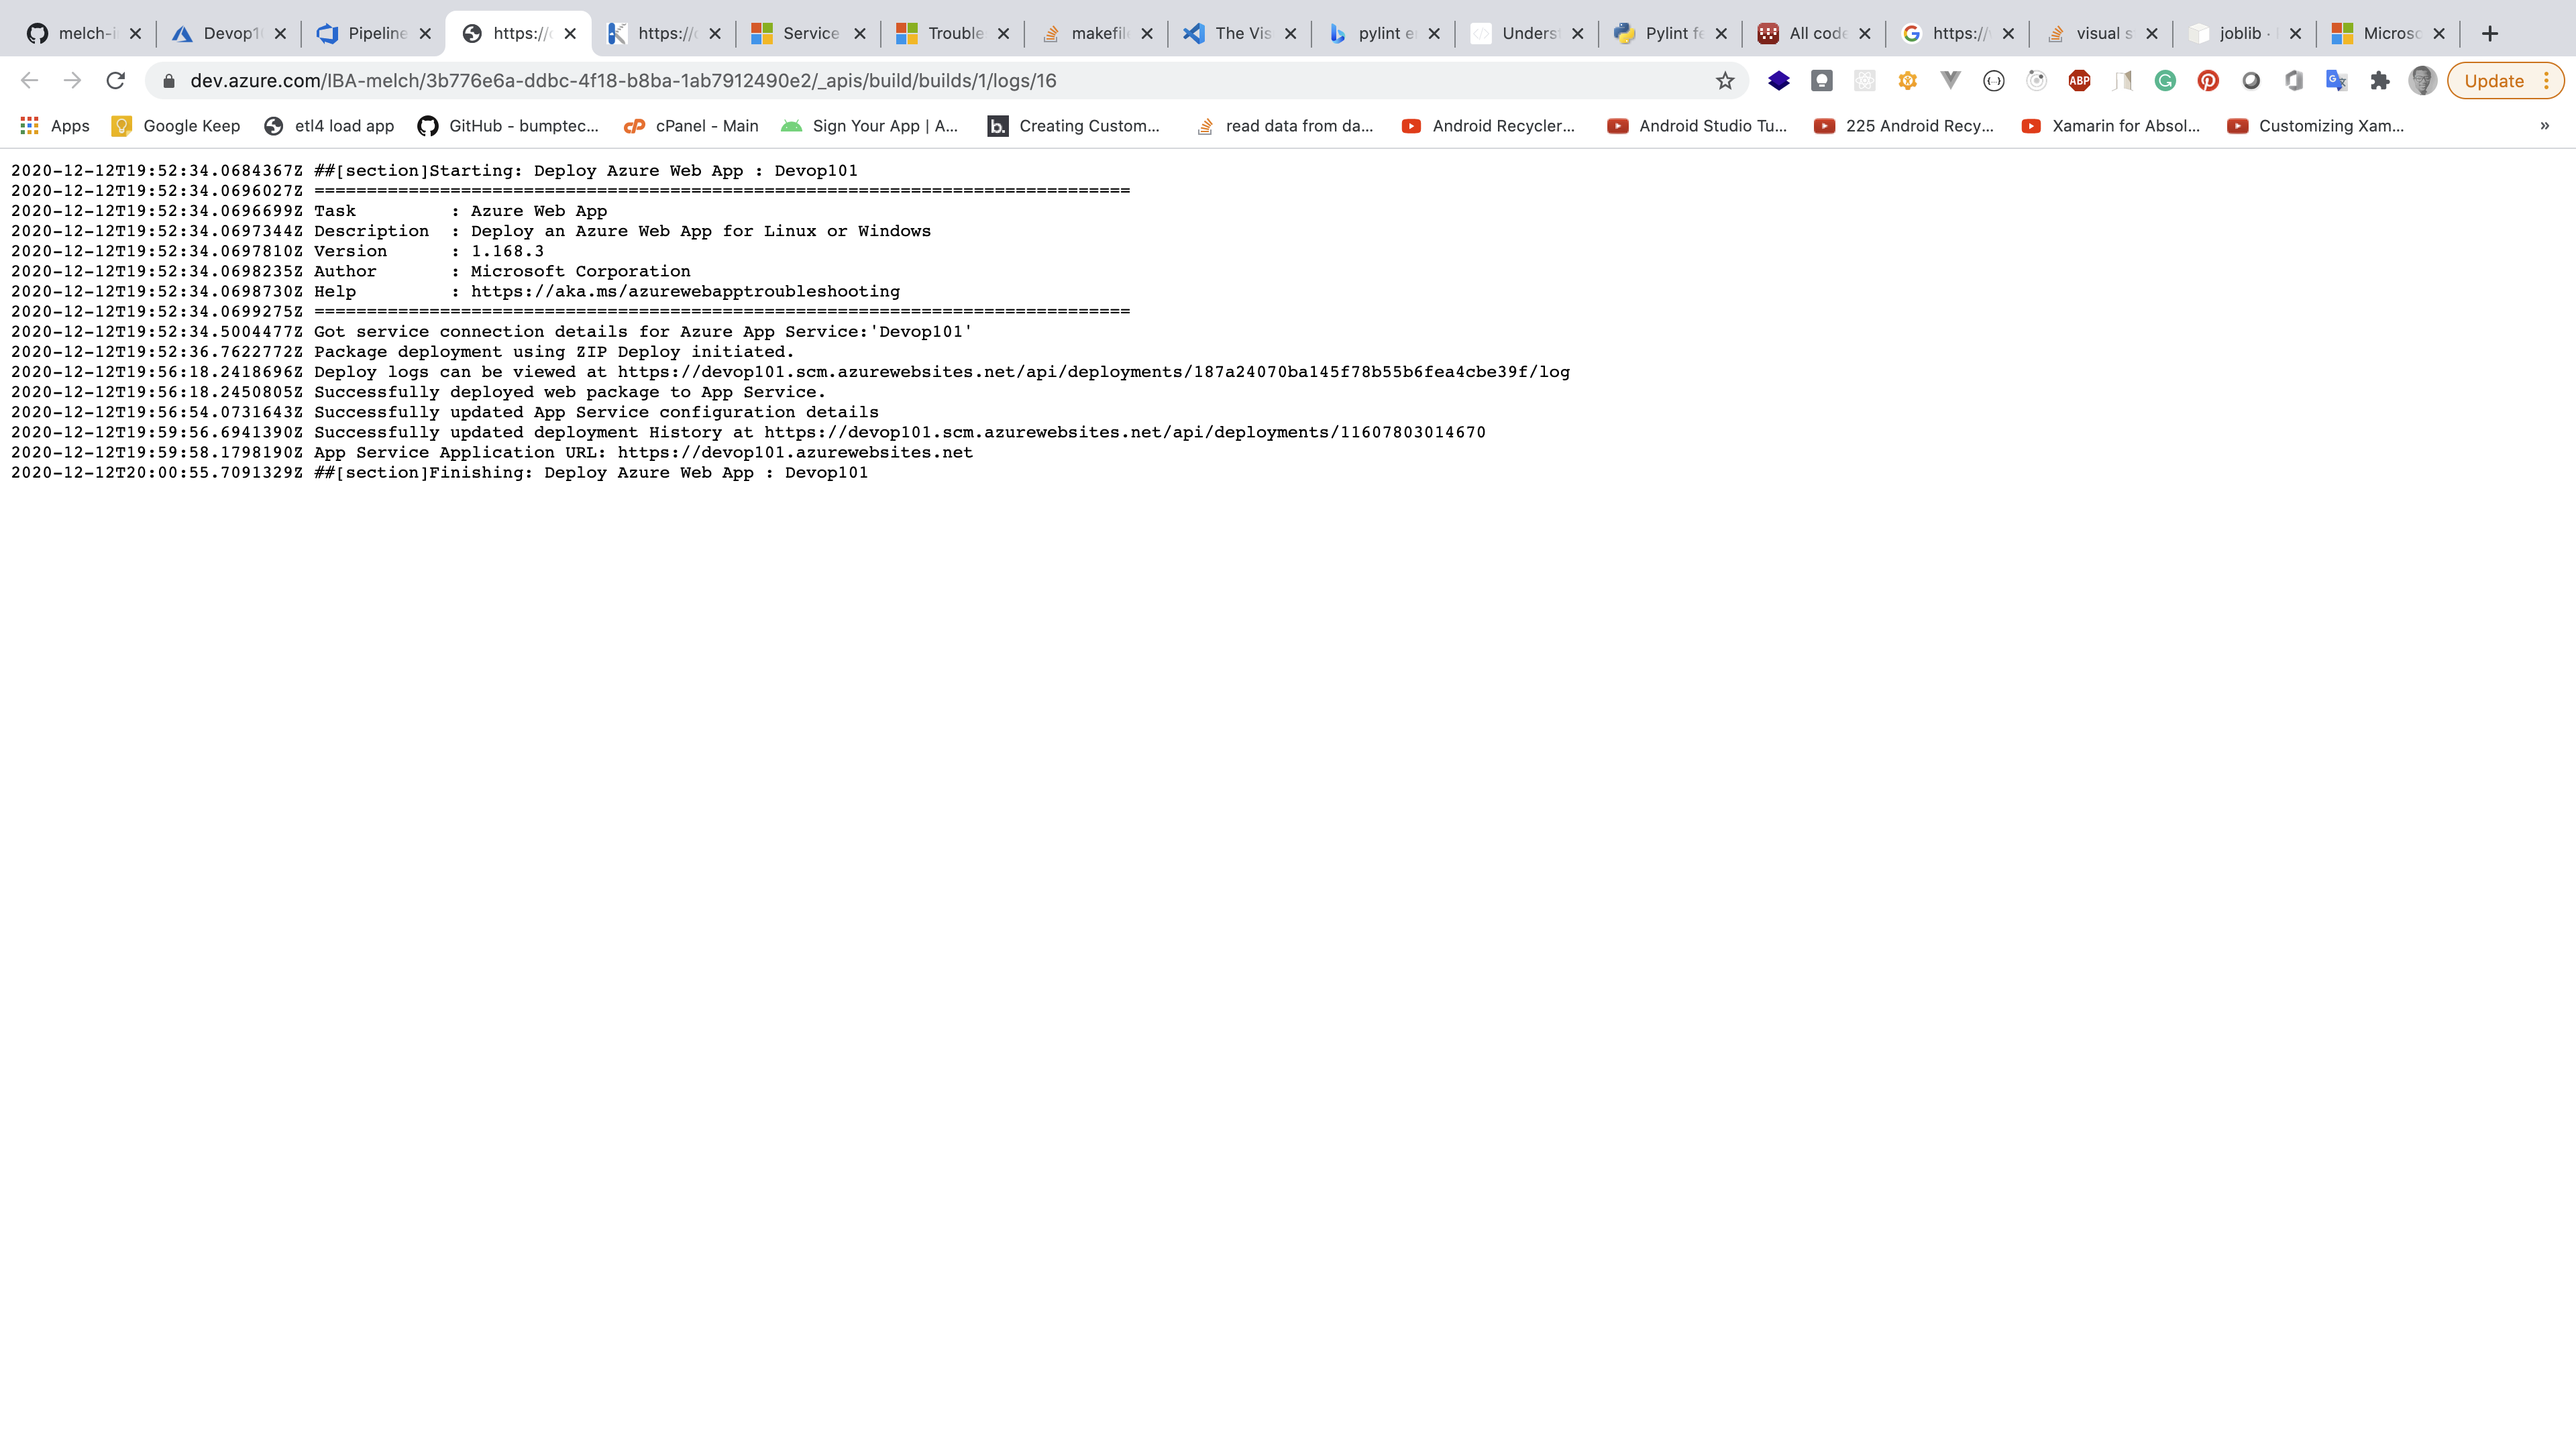 melch-i Devop10 Pipeline https:// https:// Service Trouble makefile The Vis pylint e Underst Pylint fe All code https:// visual s joblib · Microso
dev.azure.com/IBA-melch/3b776e6a-ddbc-4f18-b8ba-1ab7912490e2/_apis/build/builds/1/logs/16 ABP Update
Apps Google Keep etl4 load app GitHub - bumptec... cPanel - Main Sign Your App | A... b. Creating Custom... read data from da... Android Recycler... Android Studio Tu... 225 Android Recy... Xamarin for Absol... Customizing Xam... »
2020-12-12T19:52:34.0684367Z ##[section]Starting: Deploy Azure Web App : Devop101
2020-12-12T19:52:34.0696027Z ==============================================================================
2020-12-12T19:52:34.0696699Z Task         : Azure Web App
2020-12-12T19:52:34.0697344Z Description  : Deploy an Azure Web App for Linux or Windows
2020-12-12T19:52:34.0697810Z Version      : 1.168.3
2020-12-12T19:52:34.0698235Z Author       : Microsoft Corporation
2020-12-12T19:52:34.0698730Z Help         : https://aka.ms/azurewebapptroubleshooting
2020-12-12T19:52:34.0699275Z ==============================================================================
2020-12-12T19:52:34.5004477Z Got service connection details for Azure App Service:'Devop101'
2020-12-12T19:52:36.7622772Z Package deployment using ZIP Deploy initiated.
2020-12-12T19:56:18.2418696Z Deploy logs can be viewed at https://devop101.scm.azurewebsites.net/api/deployments/187a24070ba145f78b55b6fea4cbe39f/log
2020-12-12T19:56:18.2450805Z Successfully deployed web package to App Service.
2020-12-12T19:56:54.0731643Z Successfully updated App Service configuration details
2020-12-12T19:59:56.6941390Z Successfully updated deployment History at https://devop101.scm.azurewebsites.net/api/deployments/11607803014670
2020-12-12T19:59:58.1798190Z App Service Application URL: https://devop101.azurewebsites.net
2020-12-12T20:00:55.7091329Z ##[section]Finishing: Deploy Azure Web App : Devop101